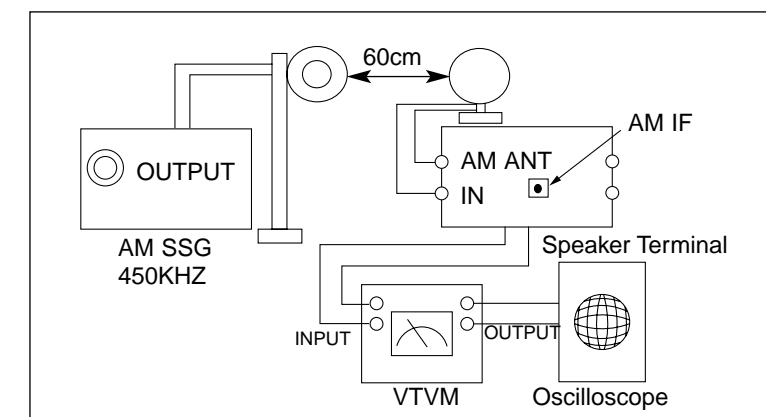 60cm
AM IF
OUTPUT
AM ANT
IN
AM SSG
450KHZ
Speaker Terminal
INPUT
OUTPUT
VTVM
Oscilloscope